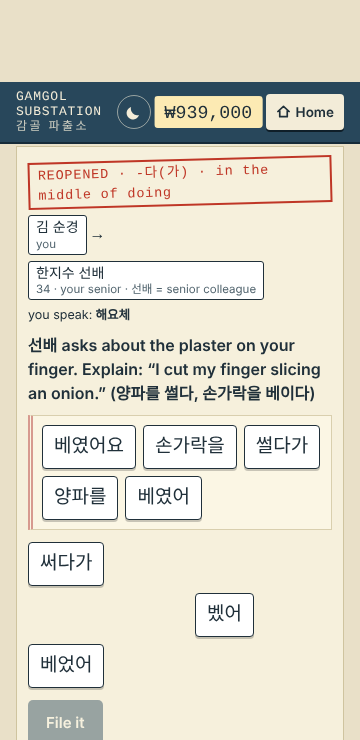 GAMGOL
SUBSTATION
감골 파출소
₩939,000
Home
REOPENED · -다(가) · in the
middle of doing
김 순경
you
→
한지수 선배
34 · your senior · 선배 = senior colleague
you speak: 해요체
선배 asks about the plaster on your
finger. Explain: “I cut my finger slicing
an onion.” (양파를 썰다, 손가락을 베이다)
베였어요 손가락을 썰다가
양파를 베였어
써다가
벴어
베었어
File it